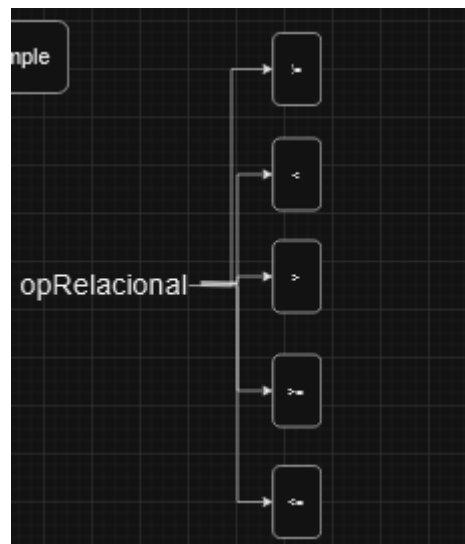 mple
!=
<
opRelacional
>
>=
<=